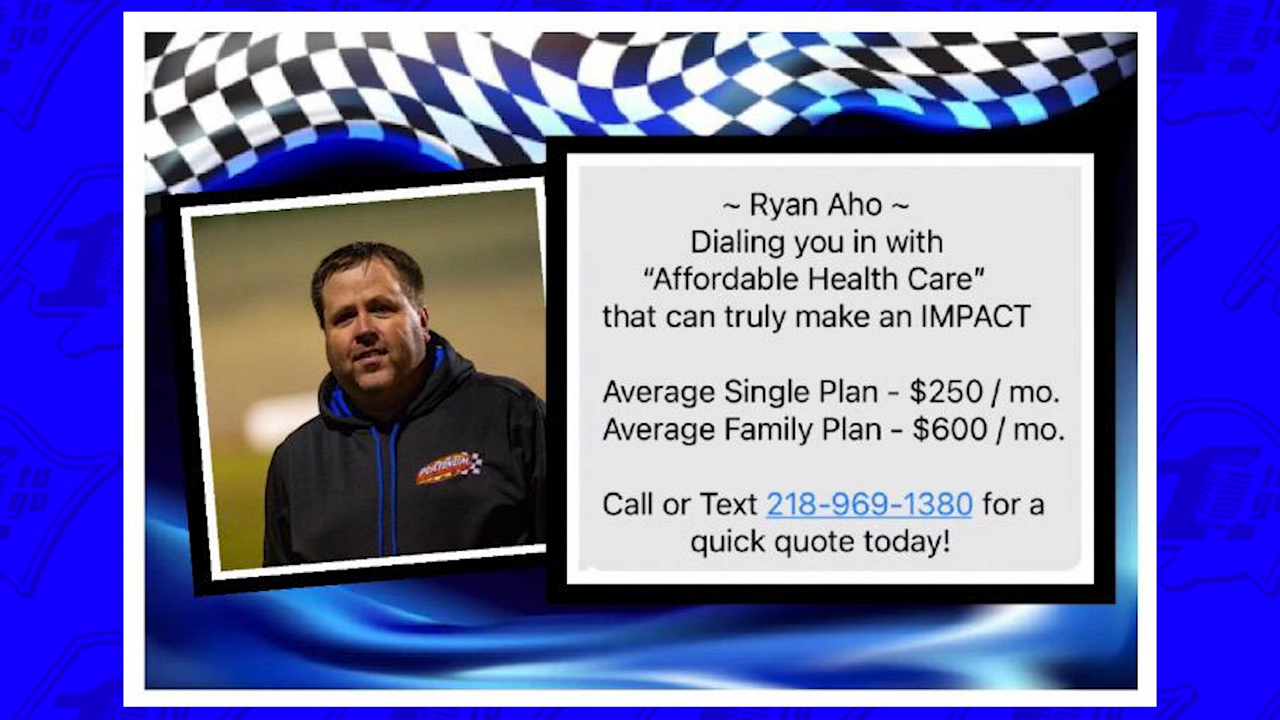 ~ Ryan Aho ~
Dialing you in with
“Affordable Health Care”
that can truly make an IMPACT
Average Single Plan - $250 / mo.
Average Family Plan - $600 / mo.
Call or Text 218-969-1380 for a
quick quote today!
PLATINUM